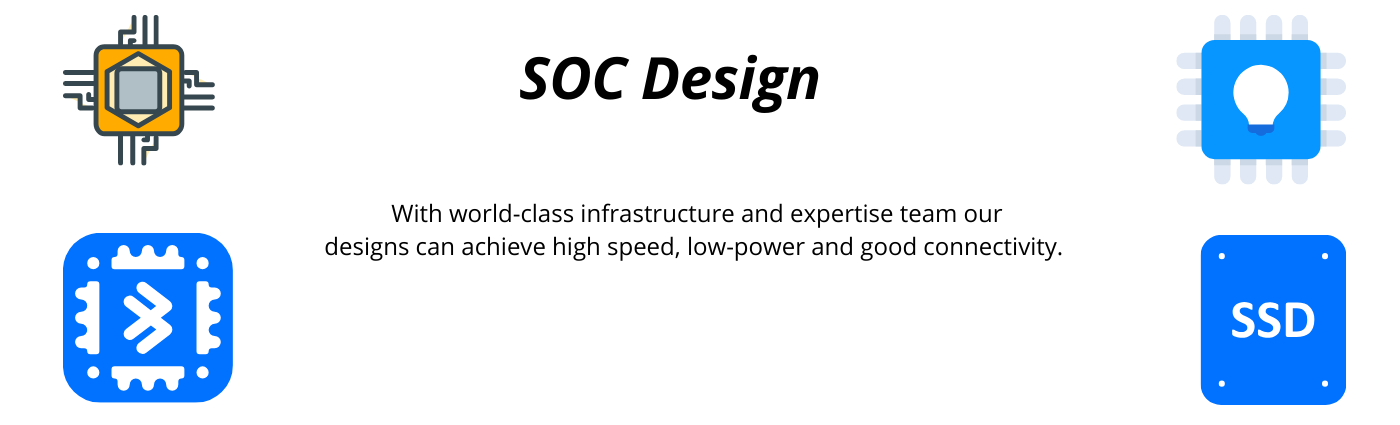 SOC Design
With world-class infrastructure and expertise team our
designs can achieve high speed, low-power and good connectivity.
SSD